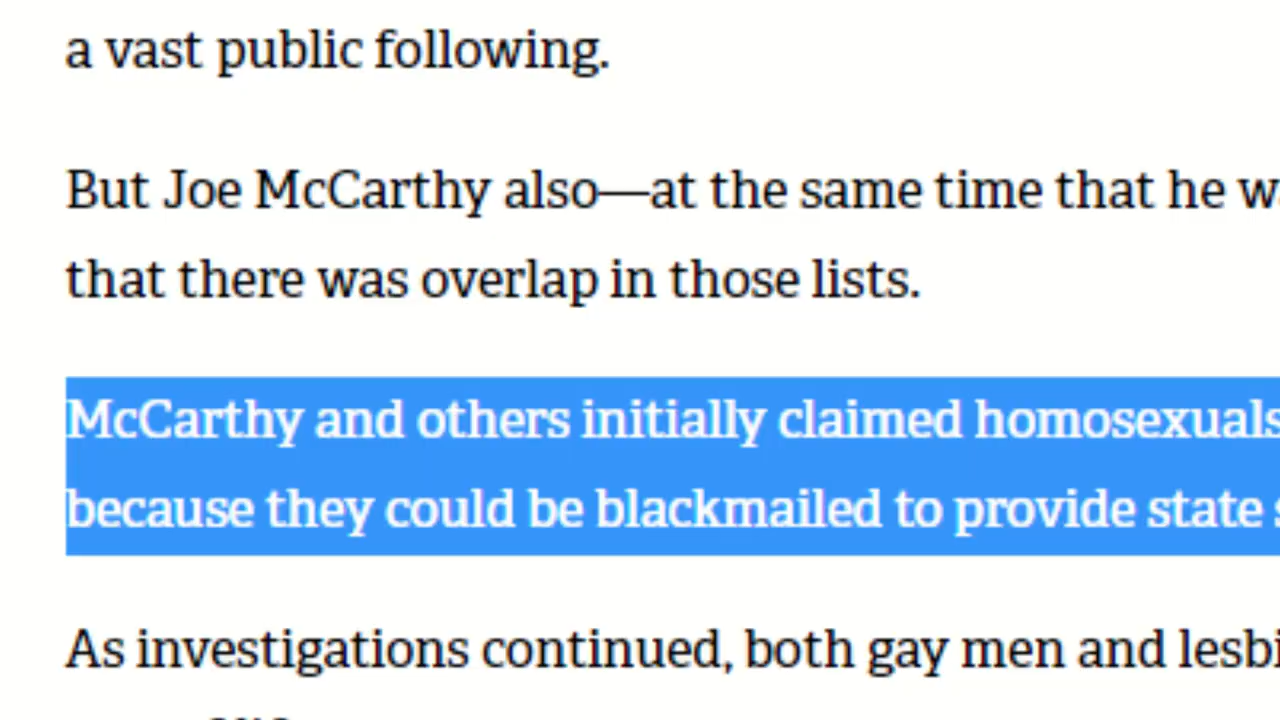 a vast public following.
But Joe McCarthy also—at the same time that he
that there was overlap in those lists.
McCarthy and others initially claimed homosexuals
because they could be blackmailed to provide state
As investigations continued, both gay men and